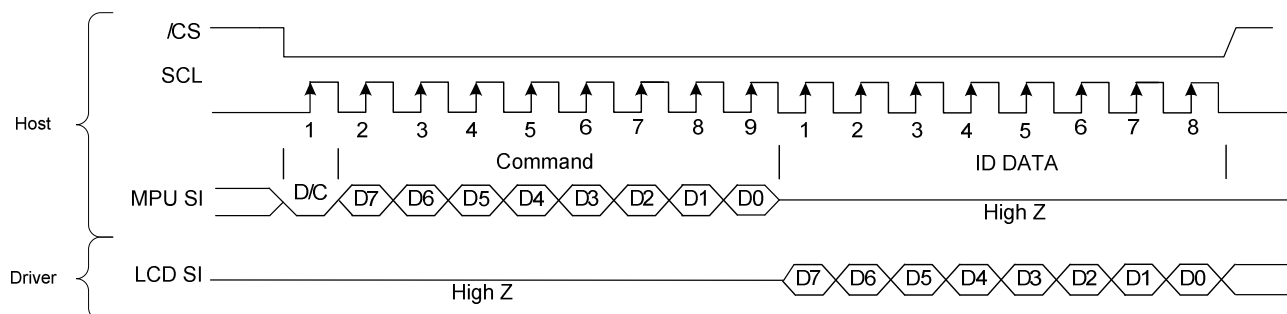 /CS
SCL
Host
1 2 3 4 5 6 7 8 9 1 2 3 4 5 6 7 8
Command ID DATA
MPU SI D/C D7 D6 D5 D4 D3 D2 D1 D0 High Z
Driver LCD SI High Z D7 D6 D5 D4 D3 D2 D1 D0